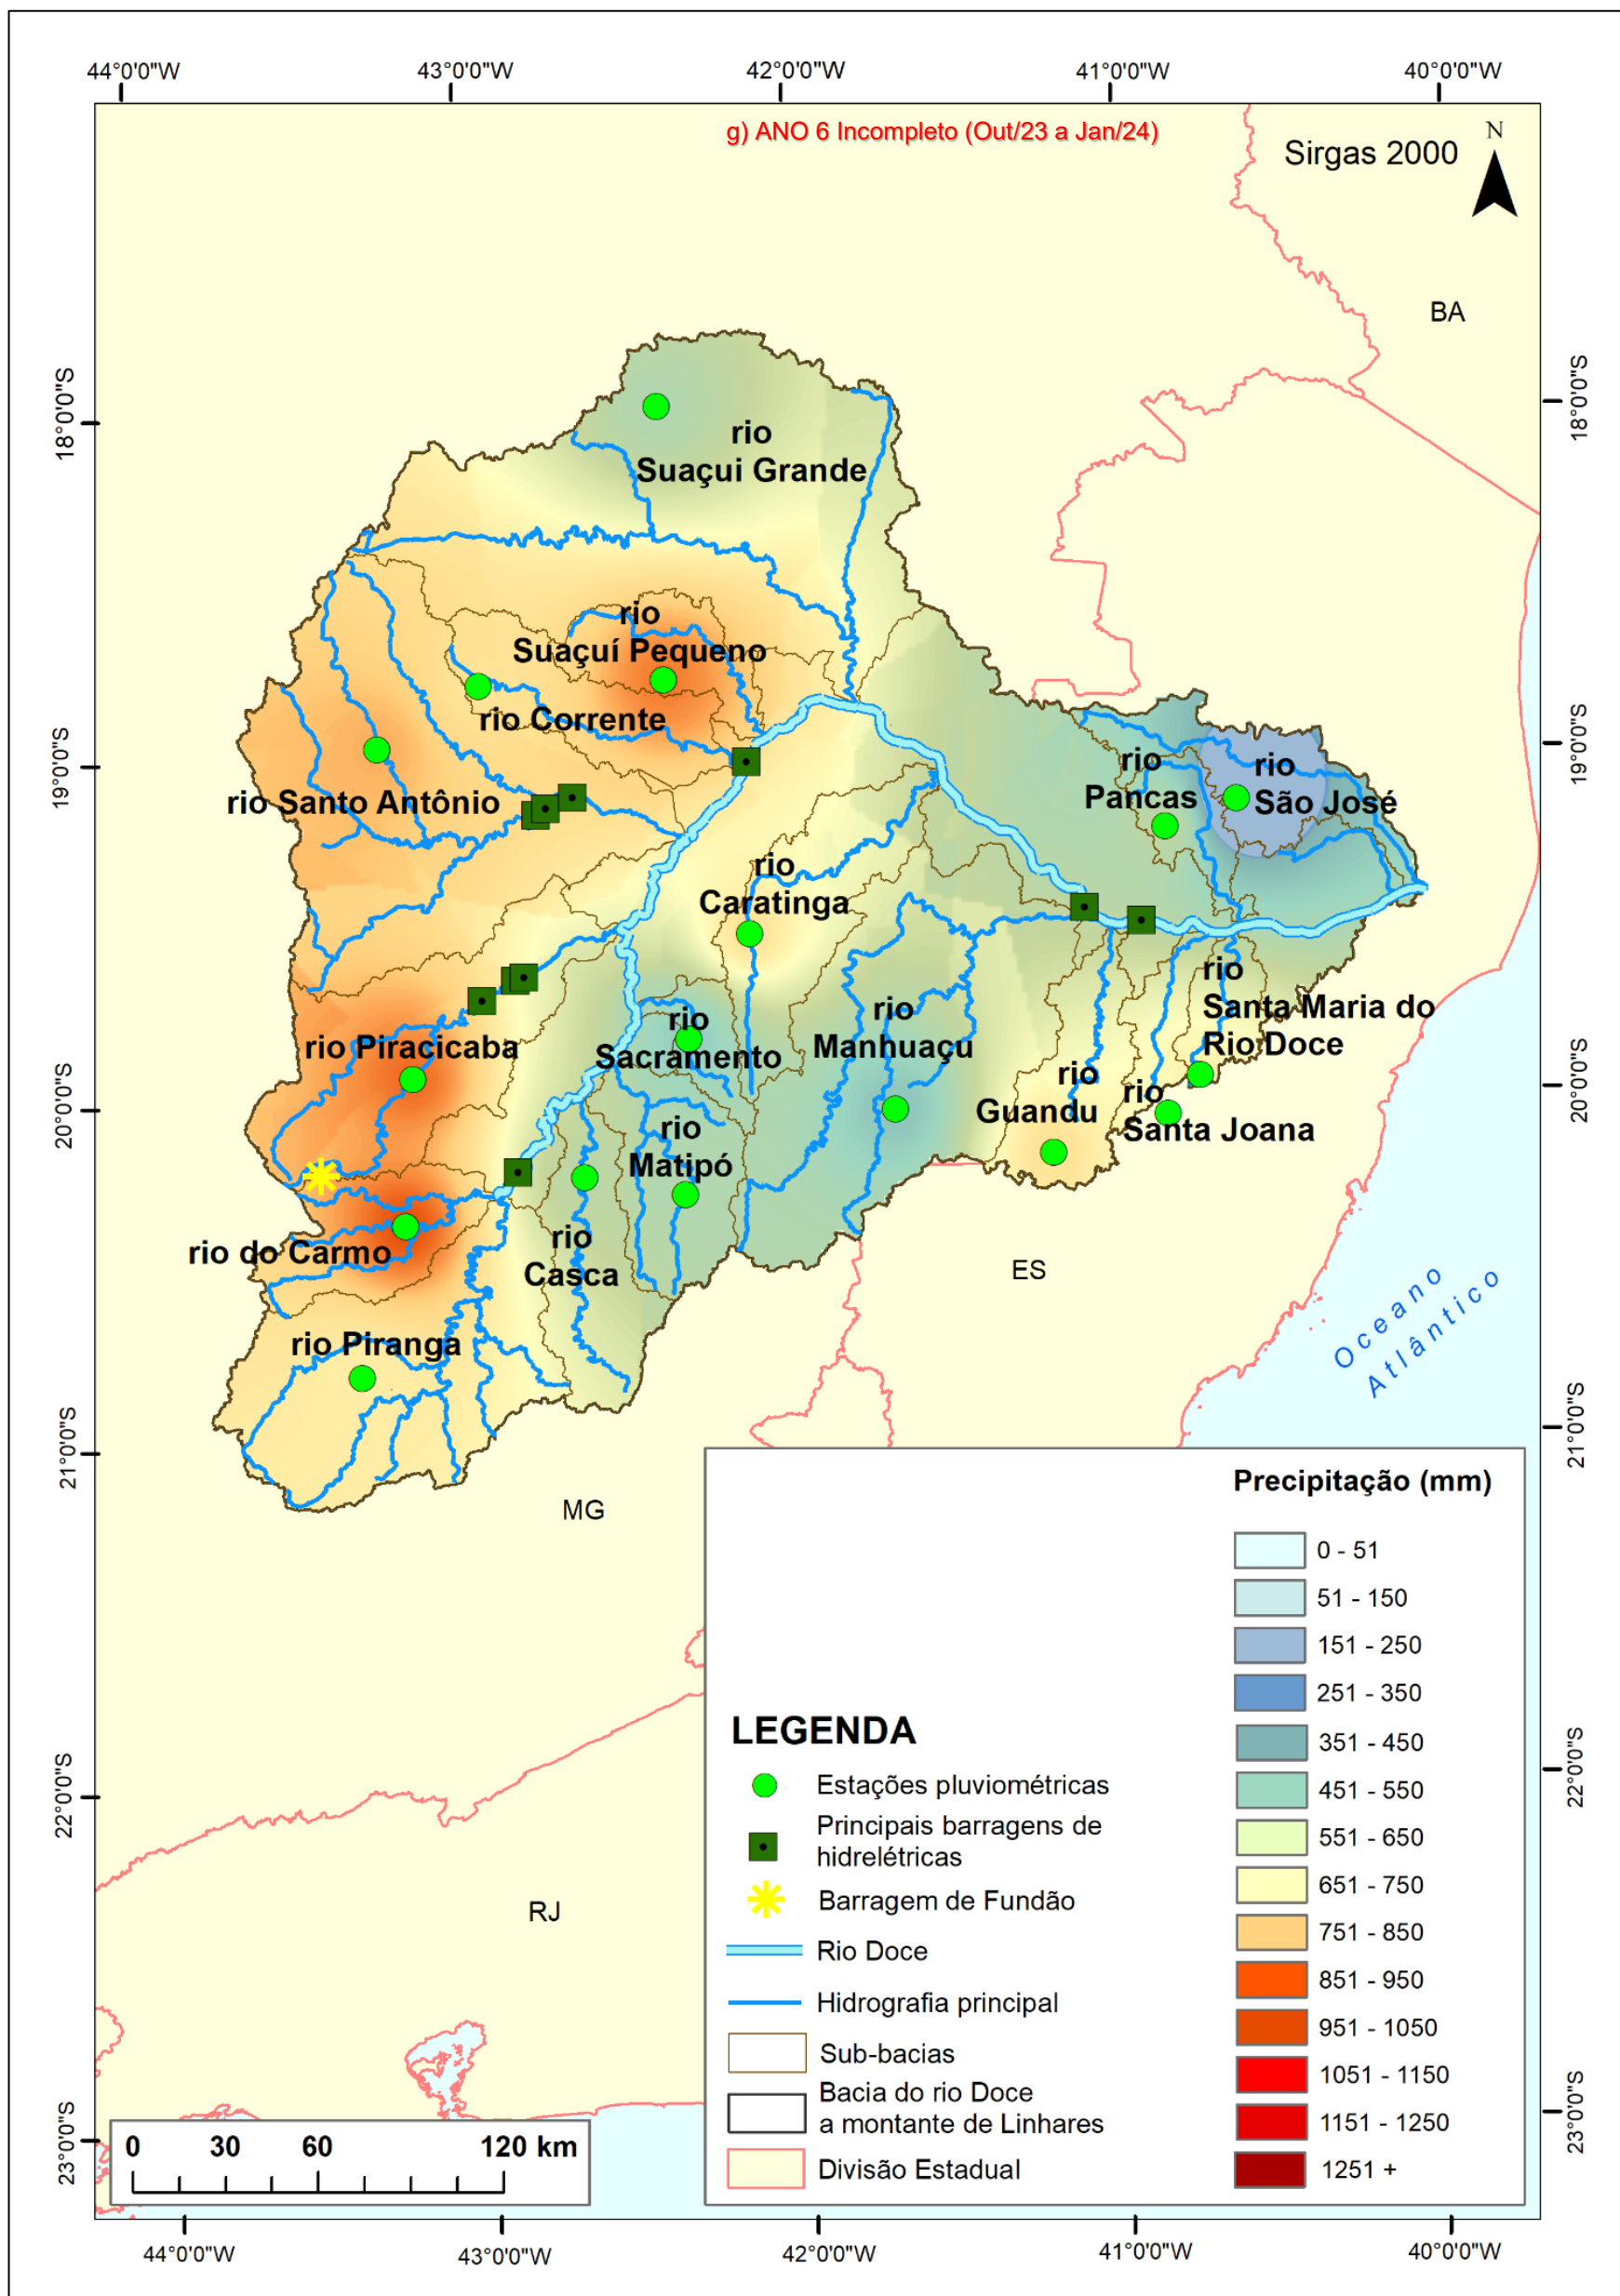 44°0'0"W
43°0'0"W
42°0'0"W
41°0'0"W
40°0'0"W
g) ANO 6 Incompleto (Out/23 a Jan/24)
Sirgas 2000
N
BA
18°0'0"S
18°0'0"S
rio
Suaçui Grande
rio
Suaçuí Pequeno
rio Corrente
19°0'0"S
19°0'0"S
rio
Pancas
rio
São José
rio Santo Antônio
rio
Caratinga
rio
Santa Maria do
Rio Doce
rio
Manhuaçu
rio
Sacramento
rio Piracicaba
20°0'0"S
20°0'0"S
rio
Guandu
rio
Santa Joana
rio
Matipó
rio
Casca
rio do Carmo
ES
Oceano
Atlântico
rio Piranga
21°0'0"S
21°0'0"S
MG
Precipitação (mm)
0 - 51
51 - 150
151 - 250
251 - 350
351 - 450
451 - 550
551 - 650
651 - 750
751 - 850
851 - 950
951 - 1050
1051 - 1150
1151 - 1250
1251 +
LEGENDA
Estações pluviométricas
Principais barragens de
hidrelétricas
Barragem de Fundão
Rio Doce
Hidrografia principal
Sub-bacias
Bacia do rio Doce
a montante de Linhares
Divisão Estadual
22°0'0"S
22°0'0"S
RJ
23°0'0"S
23°0'0"S
0 30 60 120 km
44°0'0"W
43°0'0"W
42°0'0"W
41°0'0"W
40°0'0"W